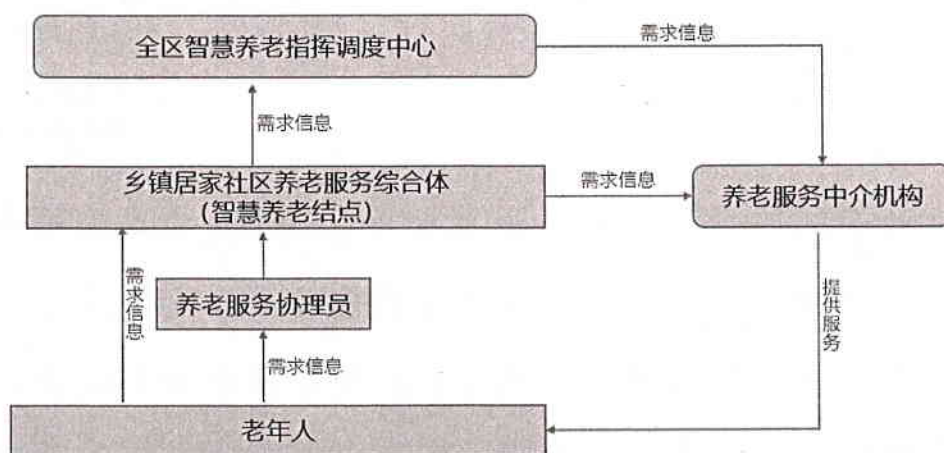 全区智慧养老指挥调度中心
需求信息
需求信息
乡镇居家社区养老服务综合体
（智慧养老结点）
需求信息
养老服务中介机构
需求信息
养老服务协理员
提供服务
需求信息
老年人